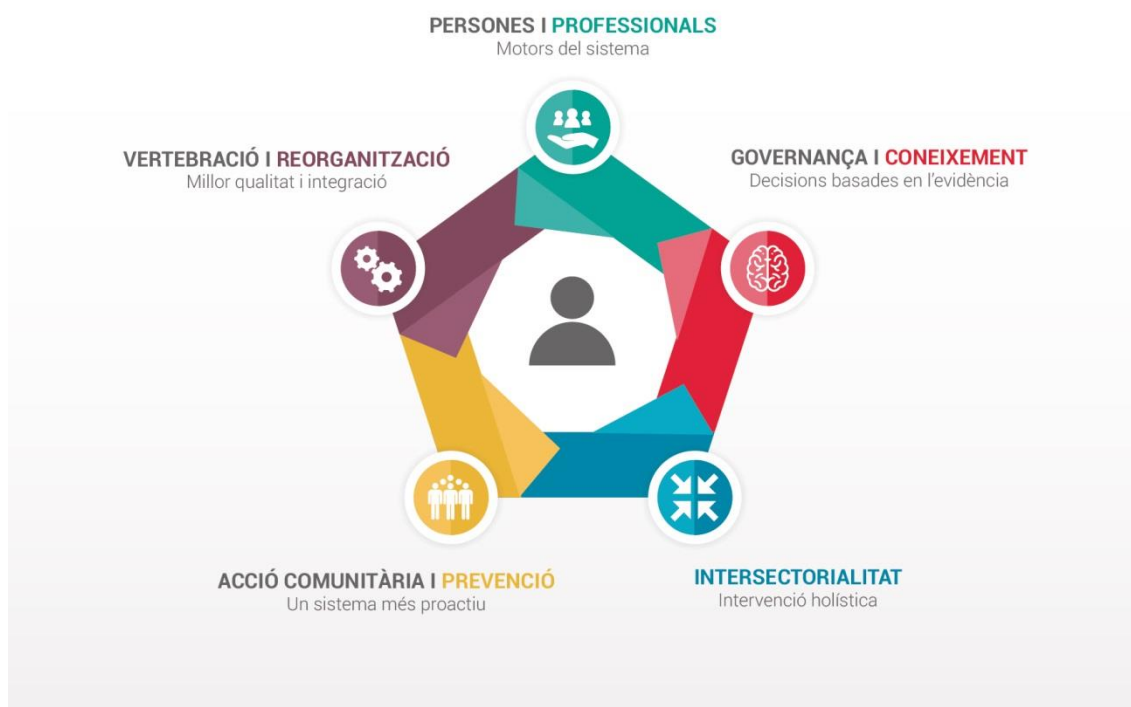 PERSONES I PROFESSIONALS
Motors del sistema
VERTEBRACIÓ I REORGANITZACIÓ
Millor qualitat i integració
GOVERNANÇA I CONEIXEMENT
Decisions basades en l'evidència
ACCIÓ COMUNITÀRIA I PREVENCIÓ
Un sistema més proactiu
INTERSECTORIALITAT
Intervenció holística